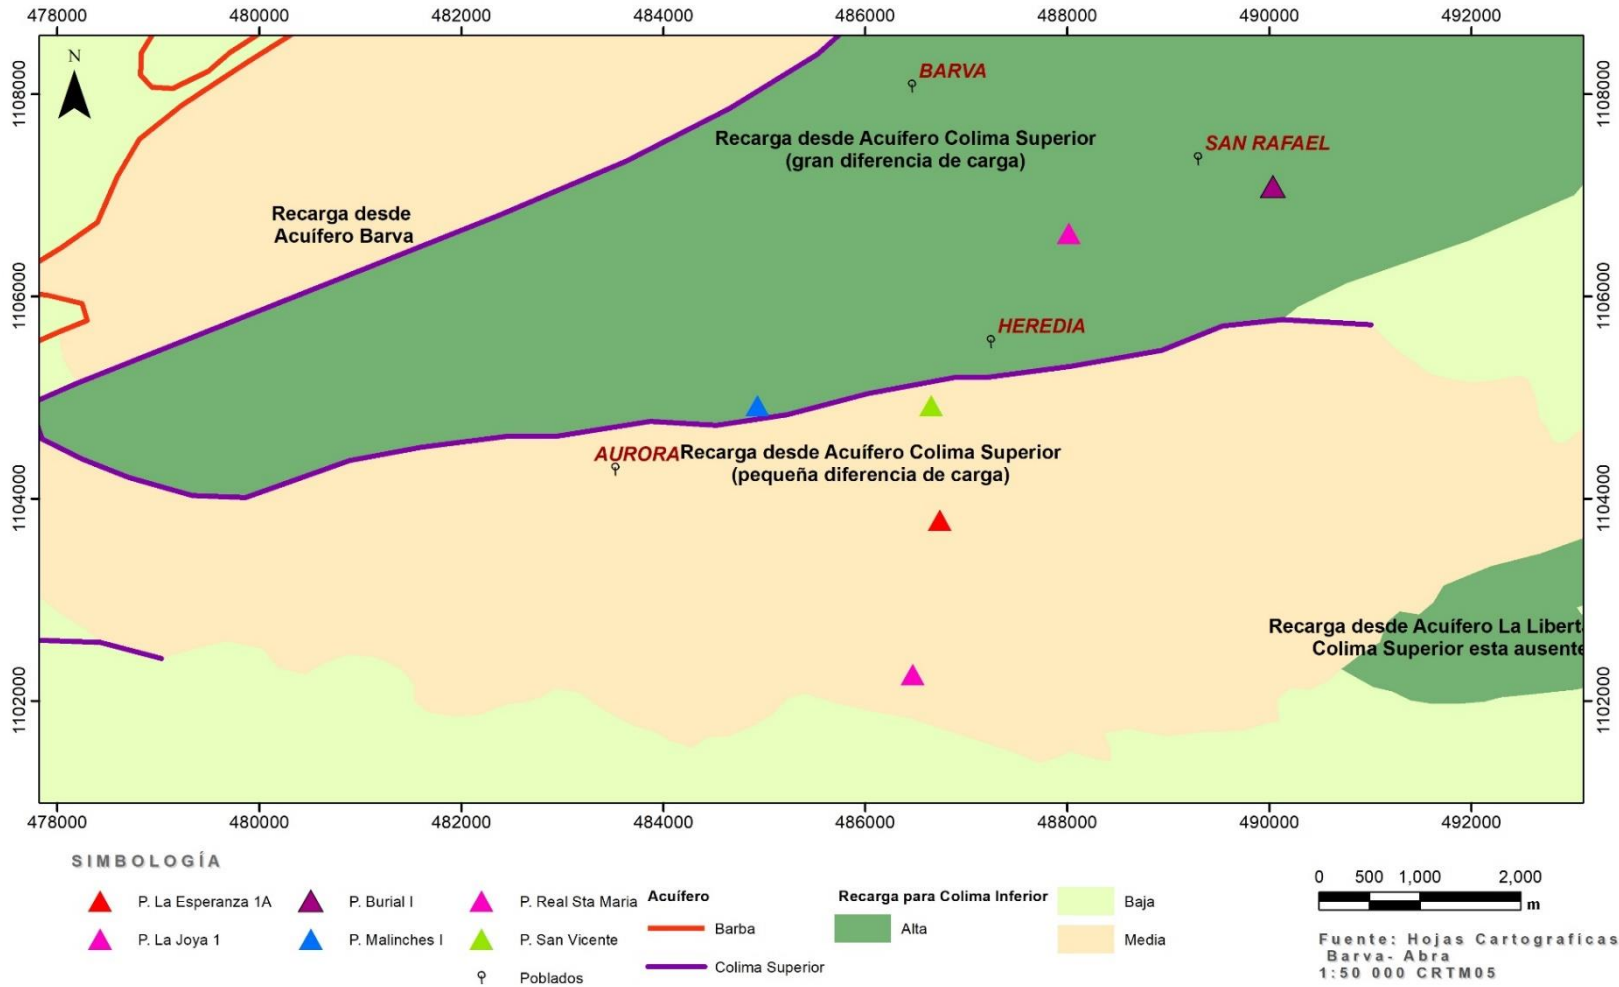 478000 480000 482000 484000 486000 488000 490000 492000
N
1108000 1108000
BARVA
Recarga desde Acuífero Colima Superior
(gran diferencia de carga)
SAN RAFAEL
Recarga desde
Acuífero Barva
1106000 1106000
HEREDIA
AURORA
Recarga desde Acuífero Colima Superior
(pequeña diferencia de carga)
1104000 1104000
Recarga desde Acuífero La Libert
Colima Superior esta ausente
1102000 1102000
478000 480000 482000 484000 486000 488000 490000 492000
SIMBOLOGÍA
P. La Esperanza 1A
P. La Joya 1
P. Burial I
P. Malinches I
P. Real Sta Maria
P. San Vicente
Poblados
Acuífero
Barba
Colima Superior
Recarga para Colima Inferior
Alta
Baja
Media
0 500 1,000 2,000
m
Fuente: Hojas Cartograficas
Barva- Abra
1:50 000 CRTM05